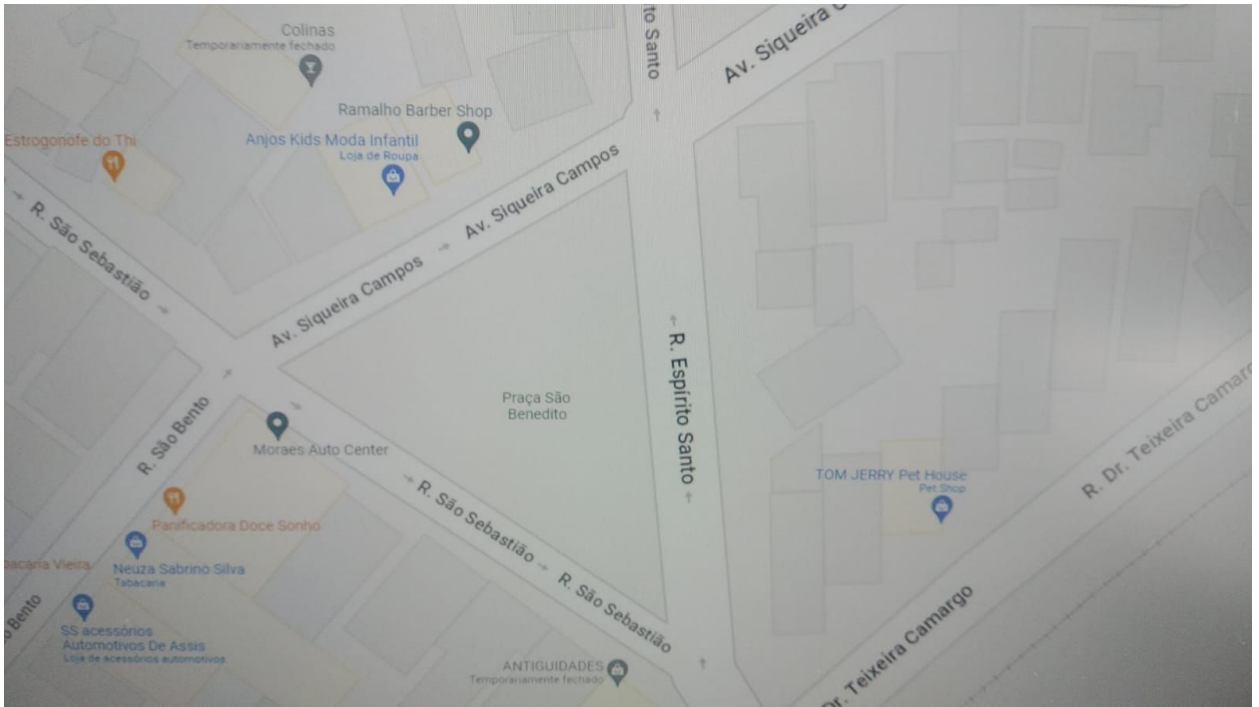 Colinas
Temporariamente fechado
to Santo
Av. Siqueira C
Ramalho Barber Shop
Estrogonofe do Thi
Anjos Kids Moda Infantil
Loja de Roupa
Av. Siqueira Campos
R. São Sebastião
Av. Siqueira Campos
R. Espírito Santo
Praça São
Benedito
R. São Bento
Moraes Auto Center
R. Dr. Teixeira Camargo
TOM JERRY Pet House
Pet Shop
R. São Sebastião
Panificadora Doce Sonho
bacaria Vieira
Neuza Sabrino Silva
Tabacaria
R. São Sebastião
o Bento
SS acessórios
Automotivos De Assis
Loja de acessórios automotivos
Dr. Teixeira Camargo
ANTIGUIDADES
Temporariamente fechado